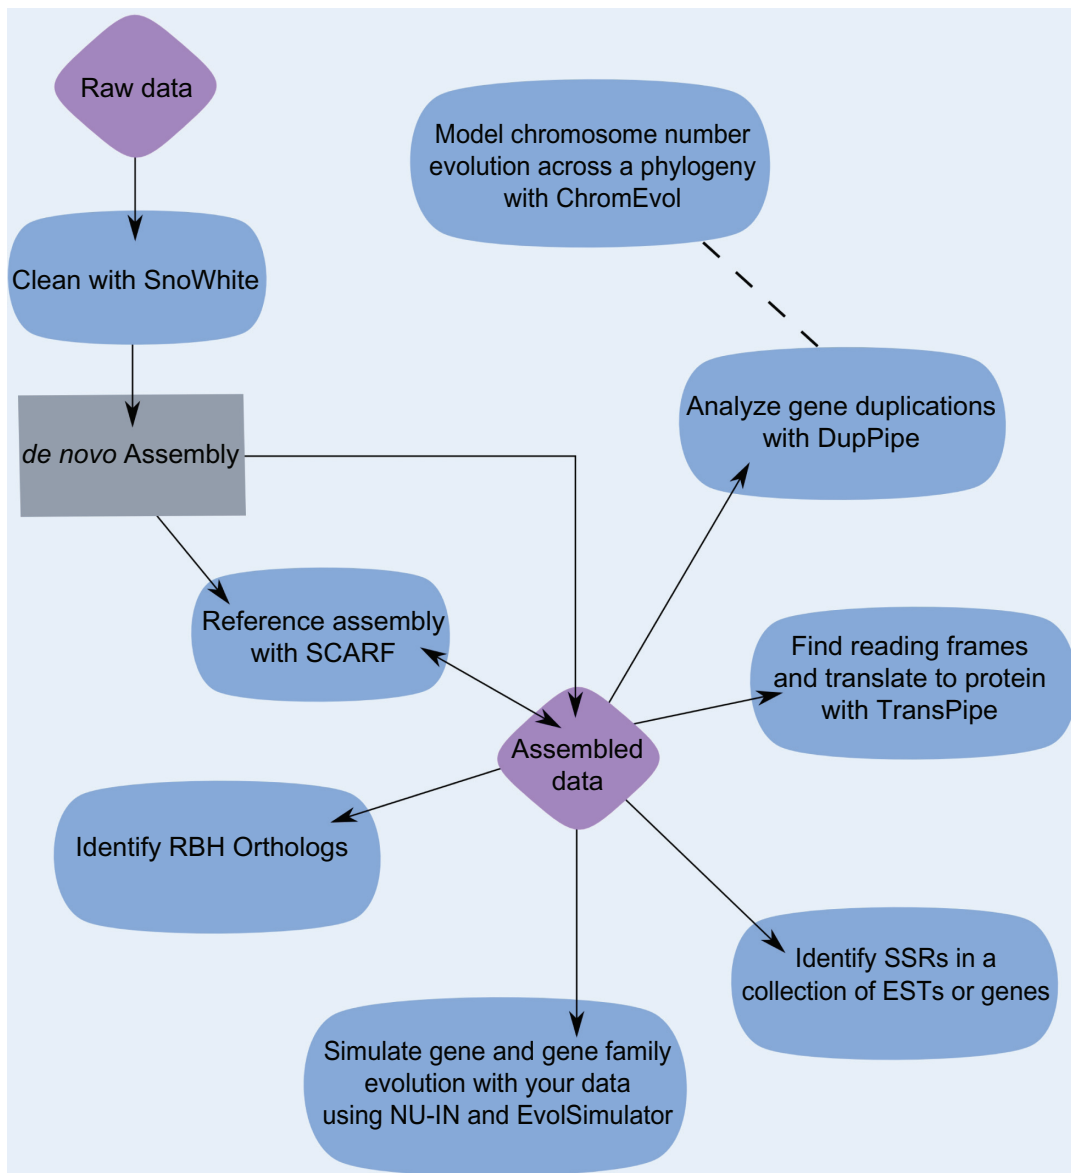 Raw data
Model chromosome number
evolution across a phylogeny
with ChromEvol
Clean with SnoWhite
Analyze gene duplications
with DupPipe
de novo Assembly
Reference assembly
with SCARF
Find reading frames
and translate to protein
with TransPipe
Assembled
data
Identify RBH Orthologs
Identify SSRs in a
collection of ESTs or genes
Simulate gene and gene family
evolution with your data
using NU-IN and EvolSimulator